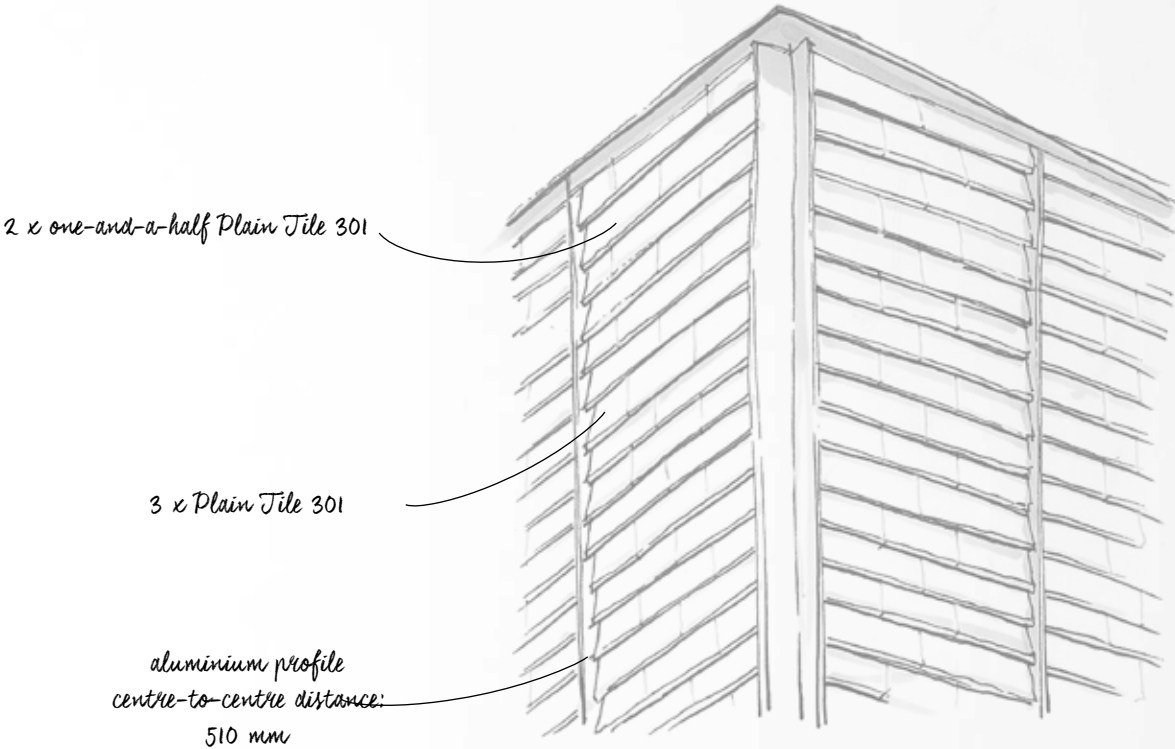 2 x one-and-a-half Plain Tile 301
3 x Plain Tile 301
aluminium profile
centre-to-centre distance:
510 mm